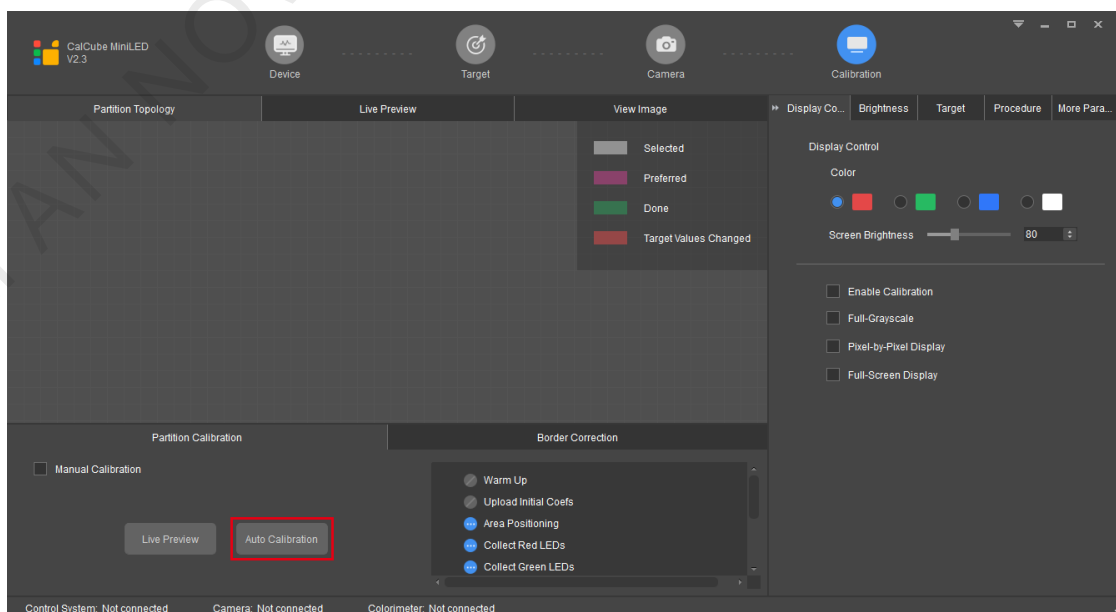 CalCube MiniLED
V2.3
Device
Target
Camera
Calibration
Partition Topology
Live Preview
View Image
Display Co...
Brightness
Target
Procedure
More Para...
Selected
Preferred
Done
Target Values Changed
Display Control
Color
Screen Brightness
80
Enable Calibration
Full-Grayscale
Pixel-by-Pixel Display
Full-Screen Display
Partition Calibration
Border Correction
Manual Calibration
Live Preview
Auto Calibration
Warm Up
Upload Initial Coefs
Area Positioning
Collect Red LEDs
Collect Green LEDs
Control System: Not connected
Camera: Not connected
Colorimeter: Not connected